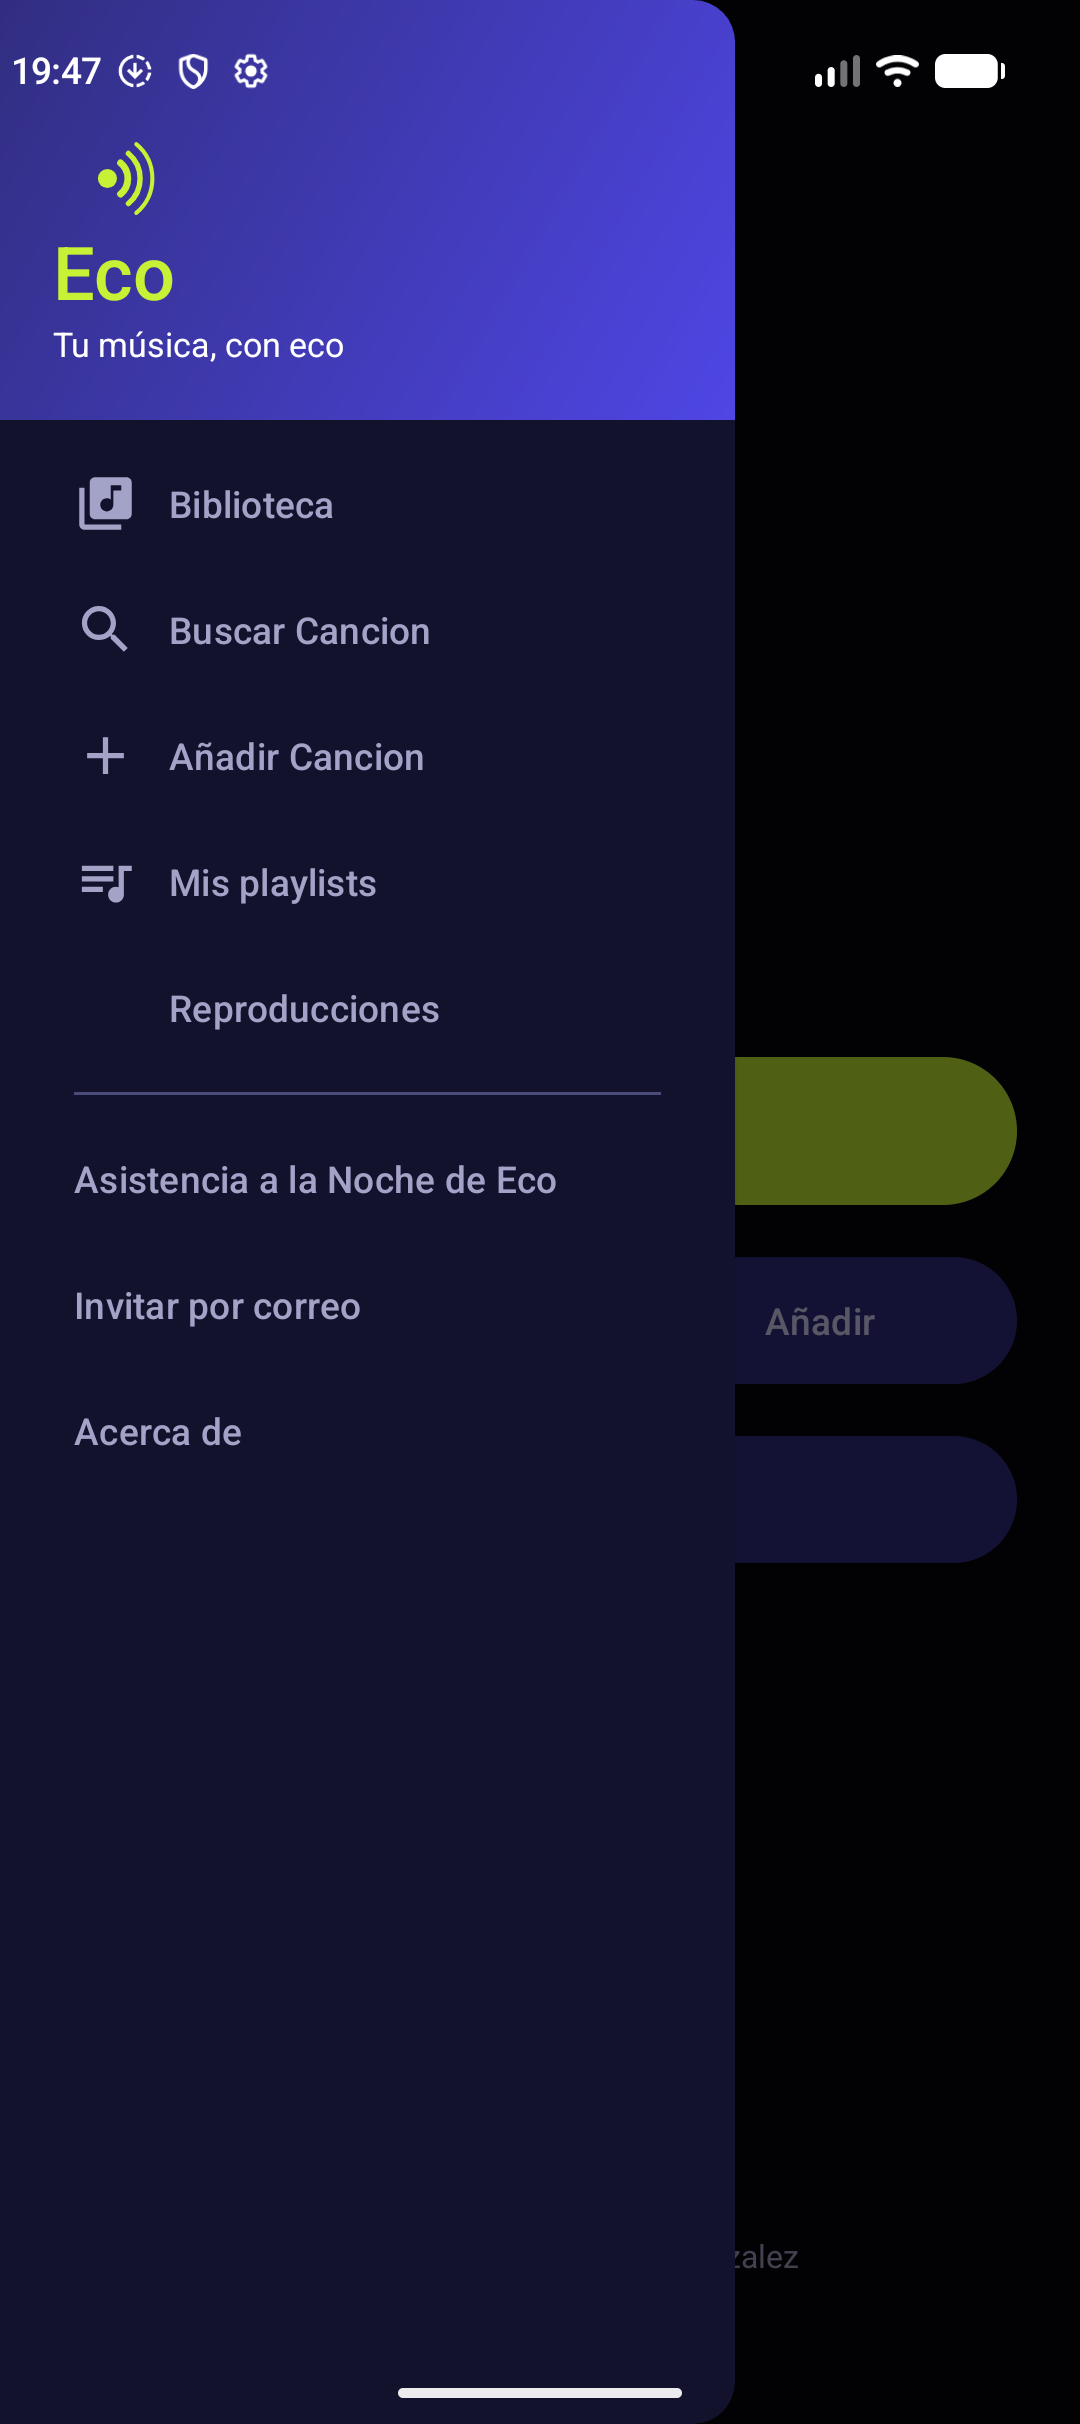 19:47
Eco
Tu música, con eco
Biblioteca
Buscar Cancion
Añadir Cancion
Mis playlists
Reproducciones
Asistencia a la Noche de Eco
Invitar por correo
Acerca de
Añadir
zalez